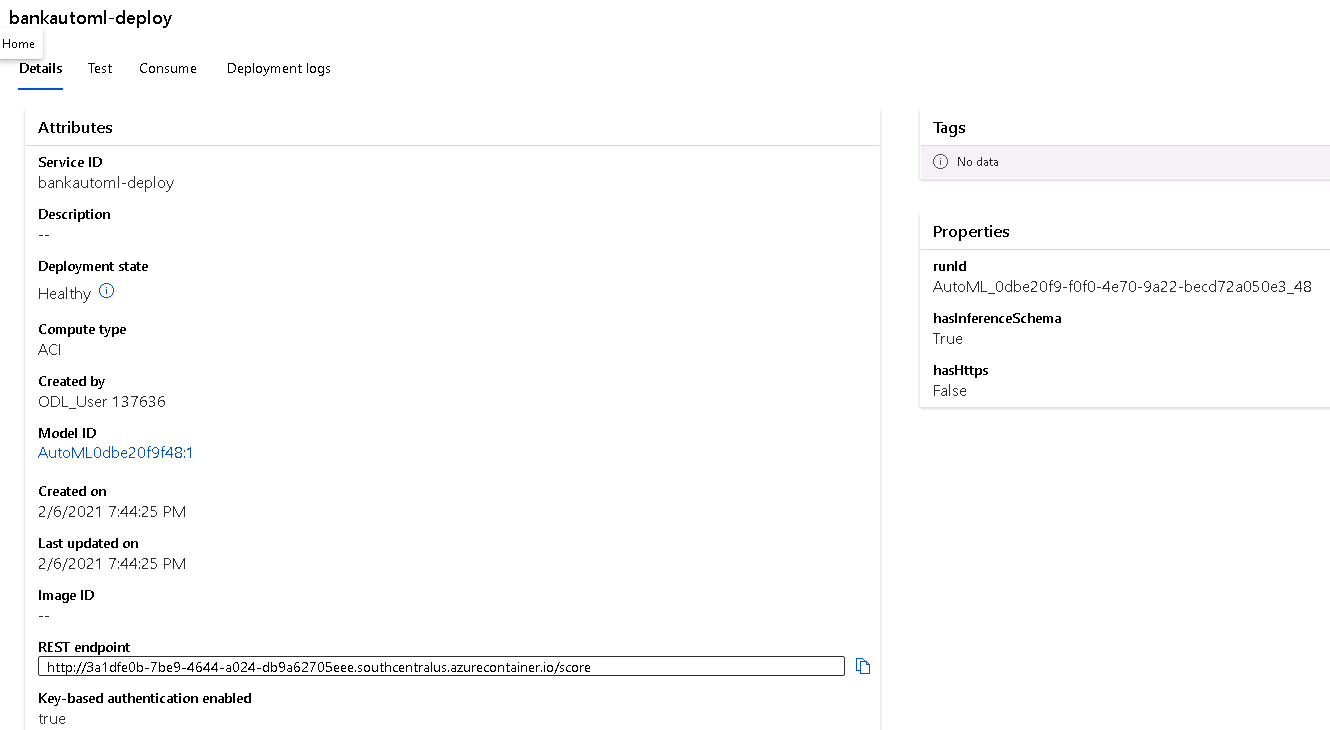 bankautoml-deploy
Home
Details Test Consume Deployment logs
Attributes
Service ID
bankautoml-deploy
Description
--
Deployment state
Healthy
Compute type
ACI
Created by
ODL_User 137636
Model ID
AutoML0dbe20f9f48:1
Created on
2/6/2021 7:44:25 PM
Last updated on
2/6/2021 7:44:25 PM
Image ID
--
REST endpoint
http://3a1dfe0b-7be9-4644-a024-db9a62705eee.southcentralus.azurecontainer.io/score
Key-based authentication enabled
true
Tags
No data
Properties
runId
AutoML_0dbe20f9-f0f0-4e70-9a22-becd72a050e3_48
hasInferenceSchema
True
hasHttps
False